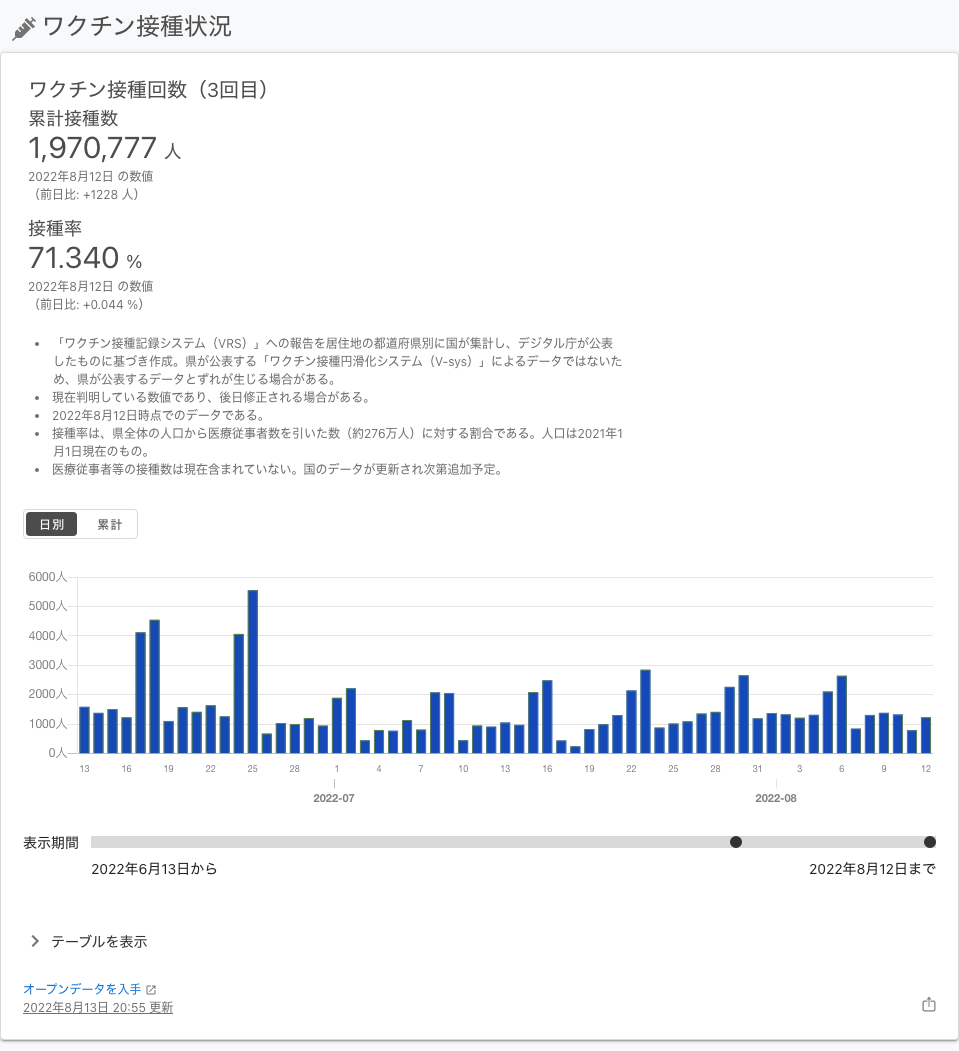 ワクチン接種状況
ワクチン接種回数（3回目）
累計接種数
1,970,777 人
2022年8月12日 の数値
（前日比: +1228 人）
接種率
71.340 %
2022年8月12日 の数値
（前日比: +0.044 %）
• 「ワクチン接種記録システム（VRS）」への報告を居住地の都道府県別に国が集計し、デジタル庁が公表
したものに基づき作成。県が公表する「ワクチン接種円滑化システム（V-sys）」によるデータではないた
め、県が公表するデータとずれが生じる場合がある。
• 現在判明している数値であり、後日修正される場合がある。
• 2022年8月12日時点でのデータである。
• 接種率は、県全体の人口から医療従事者数を引いた数（約276万人）に対する割合である。人口は2021年1
月1日現在のもの。
• 医療従事者等の接種数は現在含まれていない。国のデータが更新され次第追加予定。
日別 累計
6000人
5000人
4000人
3000人
2000人
1000人
0人
13 16 19 22 25 28 1 4 7 10 13 16 19 22 25 28 31 3 6 9 12
2022-07 2022-08
表示期間
2022年6月13日から 2022年8月12日まで
テーブルを表示
オープンデータを入手
2022年8月13日 20:55 更新